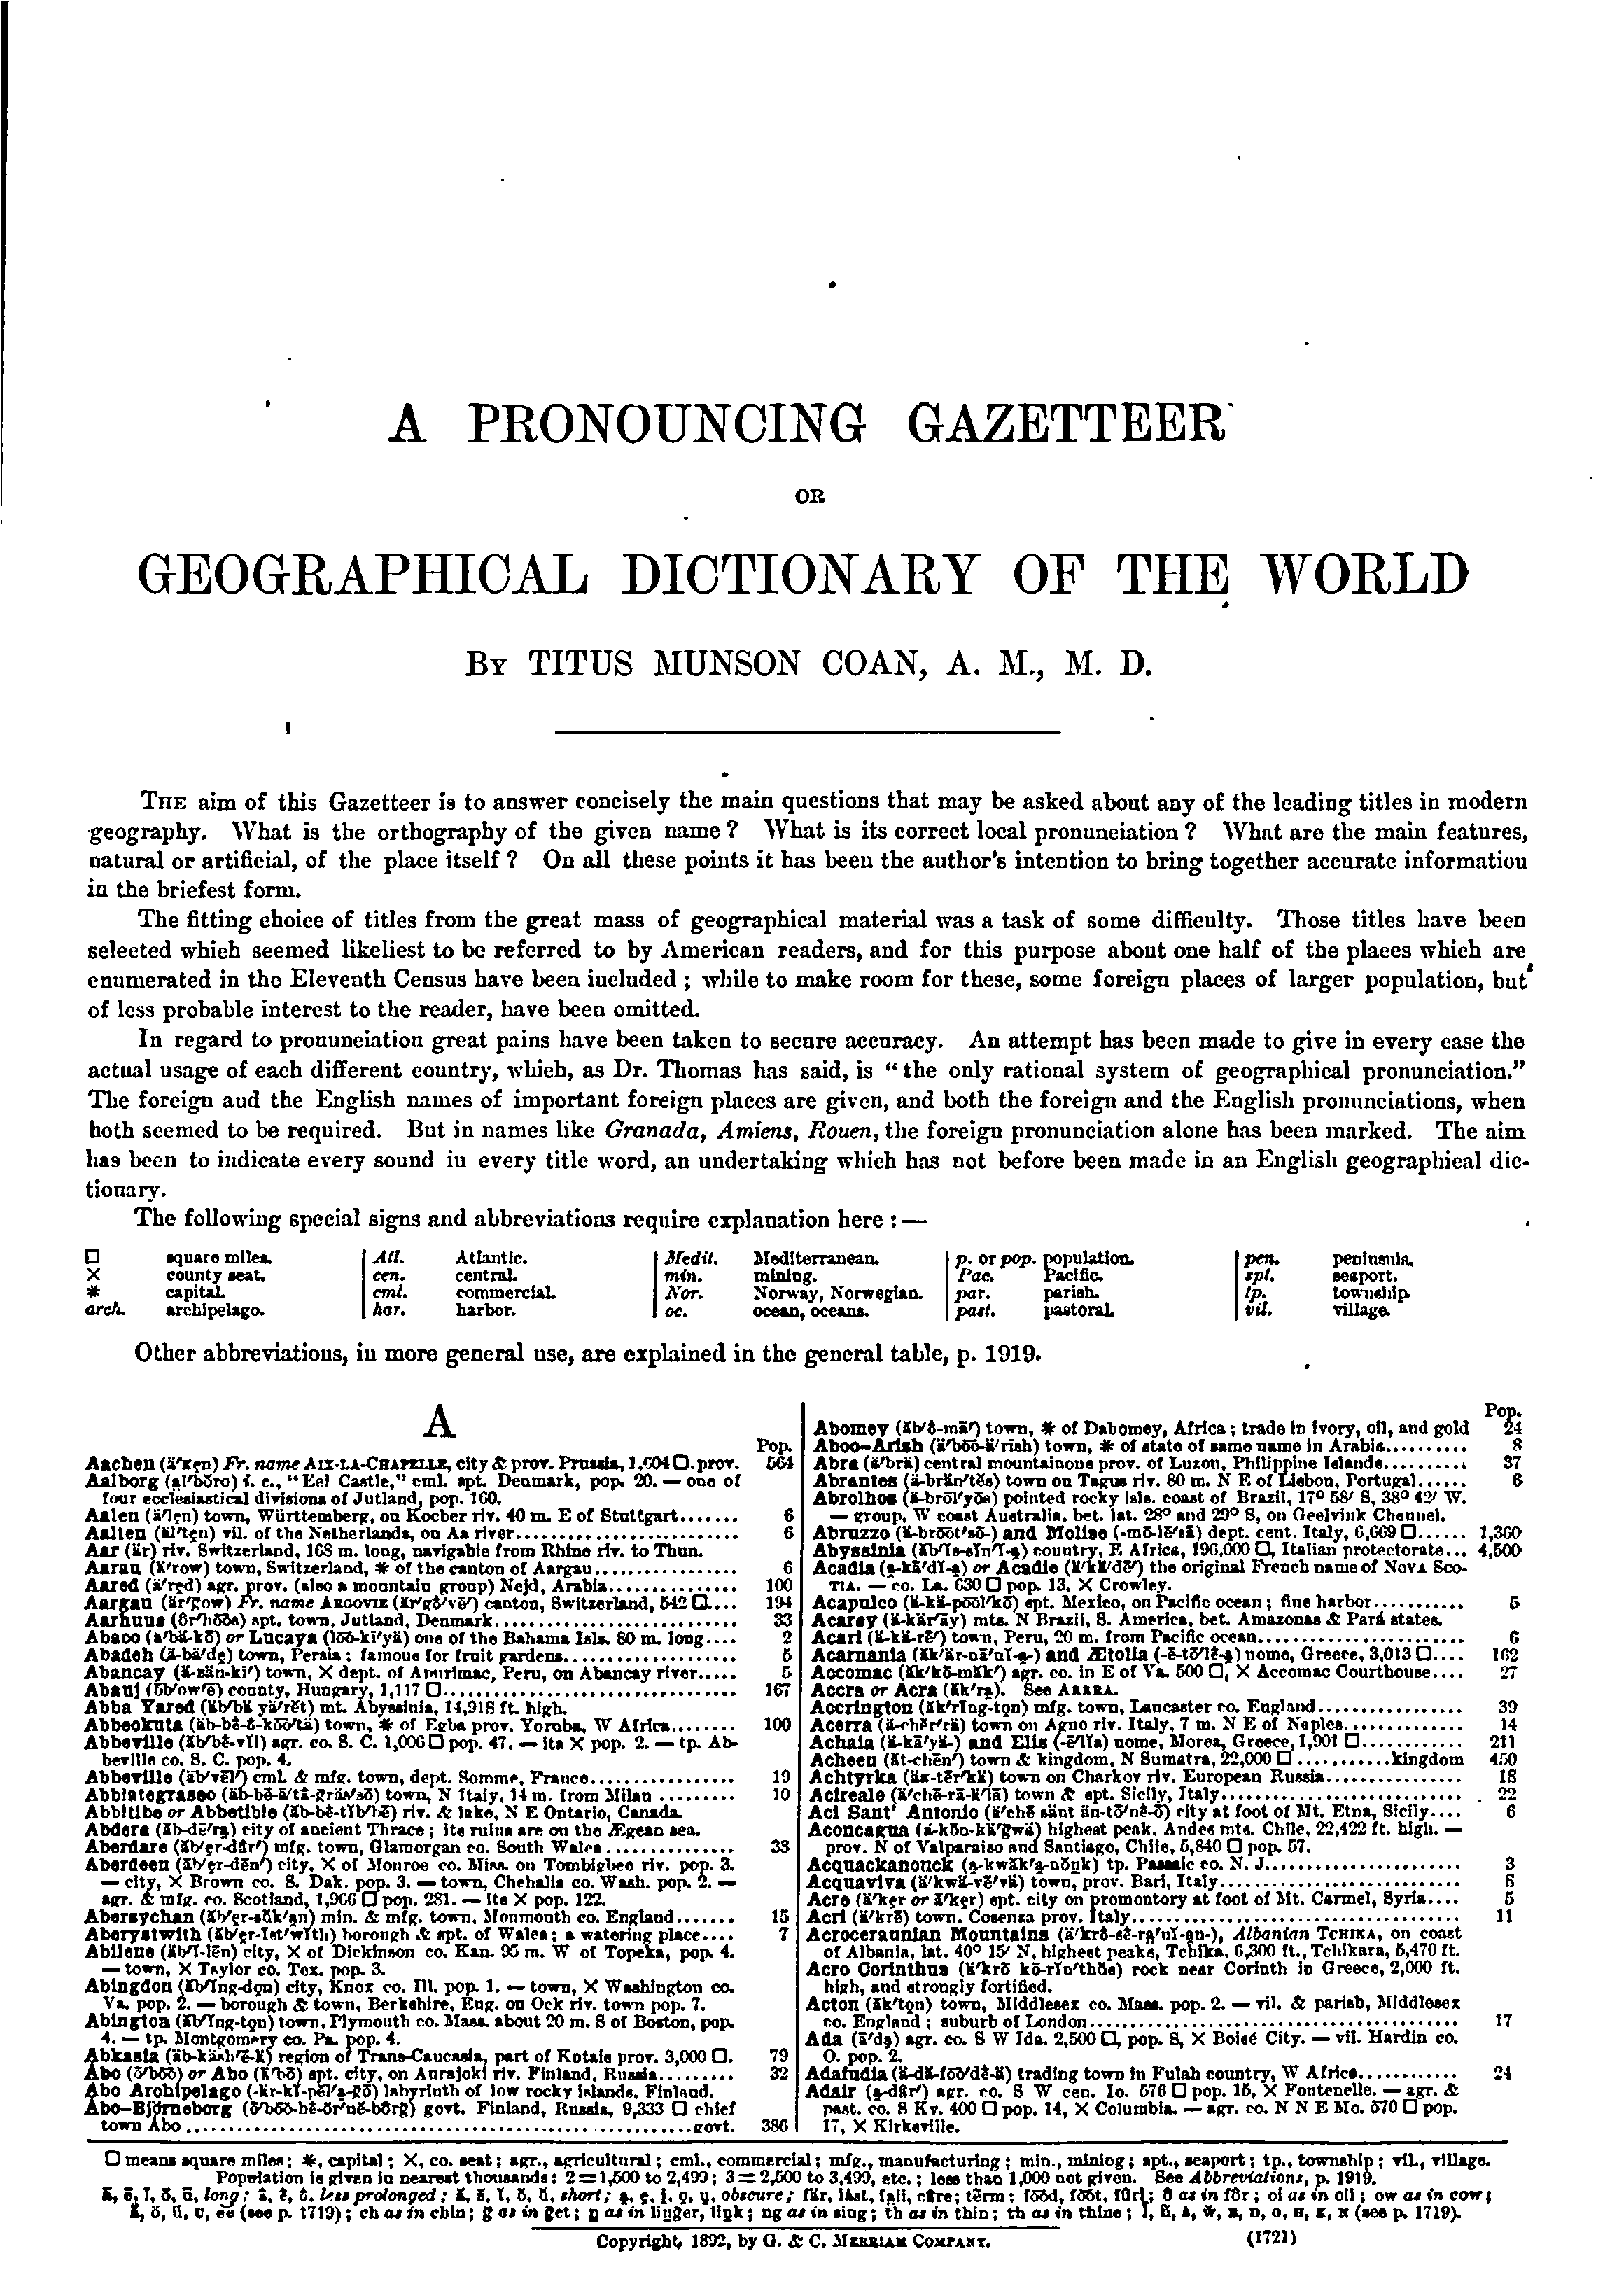 A PRONOUNCING GAZETTEER
OR
GEOGRAPHICAL DICTIONARY OF THE WORLD
BY TITUS MUNSON COAN, A. M., M. D.
THE aim of this Gazetteer is to answer concisely the main questions that may be asked about any of the leading titles in modern
geography. What is the orthography of the given name? What is its correct local pronunciation? What are the main features,
natural or artificial, of the place itself? On all these points it has been the author's intention to bring together accurate information
in the briefest form.
The fitting choice of titles from the great mass of geographical material was a task of some difficulty. Those titles have been
selected which seemed likeliest to be referred to by American readers, and for this purpose about one half of the places which are
enumerated in the Eleventh Census have been included; while to make room for these, some foreign places of larger population, but
of less probable interest to the reader, have been omitted.
In regard to pronunciation great pains have been taken to secure accuracy. An attempt has been made to give in every case the
actual usage of each different country, which, as Dr. Thomas has said, is "the only rational system of geographical pronunciation."
The foreign and the English names of important foreign places are given, and both the foreign and the English pronunciations, when
both seemed to be required. But in names like Granada, Amiens, Rouen, the foreign pronunciation alone has been marked. The aim
has been to indicate every sound in every title word, an undertaking which has not before been made in an English geographical dic-
tionary.
The following special signs and abbreviations require explanation here:—
□ square miles. Atl. Atlantic. Medit. Mediterranean. p. or pop. population. pen. peninsula.
× county seat. cen. central. min. mining. Pac. Pacific. spt. seaport.
* capital. cml. commercial. Nor. Norway, Norwegian. par. parish. tp. township.
arch. archipelago. har. harbor. oc. ocean, oceans. past. pastoral. vil. village.
Other abbreviations, in more general use, are explained in the general table, p. 1919.
A
Pop.
Aachen (ä′ᴋen) Fr. name AIX-LA-CHAPELLE, city & prov. Prussia, 1,604 □. prov. 564
Aalborg (al′bŏro) i. e., "Eel Castle," cml. spt. Denmark, pop. 20. — one of
four ecclesiastical divisions of Jutland, pop. 160.
Aalen (ä′len) town, Württemberg, on Kocher riv. 40 m. E of Stuttgart....... 6
Aalten (äl′ten) vil. of the Netherlands, on Aa river....... 6
Aar (är) riv. Switzerland, 168 m. long, navigable from Rhine riv. to Thun.
Aarau (ä′row) town, Switzerland, * of the canton of Aargau....... 6
Aared (ä′red) agr. prov. (also a mountain group) Nejd, Arabia....... 100
Aargau (är′gow) Fr. name ARGOVIE (är′gô′vē′) canton, Switzerland, 542 □.... 194
Aarhuus (ôr′hōōs) spt. town, Jutland, Denmark....... 33
Abaco (ä′bä-kō) or Lucaya (lōō-kī′yä) one of the Bahama Isls. 80 m. long.... 2
Abadeh (ä-bä′de) town, Persia; famous for fruit gardens....... 5
Abancay (ä-bän-kī′) town, × dept. of Apurimac, Peru, on Abancay river..... 5
Abauj (ŏb′ow′ē) county, Hungary, 1,117 □....... 167
Abba Yared (äb′bä yä′rĕt) mt. Abyssinia, 14,918 ft. high.
Abbeokuta (äb-bê-ô-kōō′tä) town, * of Egba prov. Yoruba, W Africa....... 100
Abbeville (ăb′bê-vĭl) agr. co. S. C. 1,006 □ pop. 47. — its × pop. 2. — tp. Ab-
beville co. S. C. pop. 4.
Abbeville (äb′vēl′) cml. & mfg. town, dept. Somme, France....... 19
Abbiategrasso (äb-bē-ä′tā-gräs′sō) town, N Italy, 14 m. from Milan ....... 10
Abbitibe or Abbetible (ăb-bê-tĭb′bē) riv. & lake, N E Ontario, Canada.
Abdera (ăb-dē′ra) city of ancient Thrace; its ruins are on the Ægean sea.
Aberdare (ăb′er-dâr′) mfg. town, Glamorgan co. South Wales....... 38
Aberdeen (ăb′er-dēn′) city, × of Monroe co. Miss. on Tombigbee riv. pop. 3.
— city, × Brown co. S. Dak. pop. 3. — town, Chehalis co. Wash. pop. 2. —
agr. & mfg. co. Scotland, 1,966 □ pop. 281. — its × pop. 122.
Abersychan (ăb′er-sŭk′an) min. & mfg. town, Monmouth co. England....... 15
Aberystwith (ăb′er-ĭst′wĭth) borough & spt. of Wales; a watering place.... 7
Abilene (ăb′ĭ-lēn) city, × of Dickinson co. Kan. 95 m. W of Topeka, pop. 4.
— town, × Taylor co. Tex. pop. 3.
Abingdon (ăb′ĭng-don) city, Knox co. Ill. pop. 1. — town, × Washington co.
Va. pop. 2. — borough & town, Berkshire, Eng. on Ock riv. town pop. 7.
Abington (ăb′ĭng-ton) town, Plymouth co. Mass. about 20 m. S of Boston, pop.
4. — tp. Montgomery co. Pa. pop. 4.
Abkasia (äb-käsh′ē-ä) region of Trans-Caucasia, part of Kutais prov. 3,000 □. 79
Abo (ō′bōō) or Abo (ä′bō) spt. city, on Aurajoki riv. Finland, Russia....... 32
Abo Archipelago (-är-kĭ-pĕl′a-gō) labyrinth of low rocky islands, Finland.
Abo-Björneborg (ō′bōō-bê-ör′nĕ-bôrg) govt. Finland, Russia, 9,333 □ chief
town Abo ....... govt. 386
Pop.
Abomey (ăb′ô-mā′) town, * of Dahomey, Africa; trade in ivory, oil, and gold 24
Aboo-Arish (ä′bōō-ä′rish) town, * of state of same name in Arabia....... 8
Abra (ä′brä) central mountainous prov. of Luzon, Philippine Islands....... 37
Abrantes (ä-brän′tĕs) town on Tagus riv. 80 m. N E of Lisbon, Portugal...... 6
Abrolhos (ä-brōl′yŏs) pointed rocky isls. coast of Brazil, 17° 58′ S, 38° 42′ W.
— group, W coast Australia, bet. lat. 28° and 29° S, on Geelvink Channel.
Abruzzo (ä-brōōt′sō-) and Molise (-mō-lē′sā) dept. cent. Italy, 6,669 □...... 1,360
Abyssinia (ăb′ĭs-sĭn′ĭ-a) country, E Africa, 196,000 □, Italian protectorate... 4,500
Acadia (a-kā′dĭ-a) or Acadie (ä′kä′dē′) the original French name of NOVA SCO-
TIA. — co. La. 630 □ pop. 13, × Crowley.
Acapulco (ä-kä-pōōl′kō) spt. Mexico, on Pacific ocean; fine harbor....... 5
Acaray (ä-kär′āy) mts. N Brazil, S. America, bet. Amazonas & Pará states.
Acari (ä-kä-rē′) town, Peru, 20 m. from Pacific ocean....... 6
Acarnania (ăk′är-nā′nĭ-a-) and Ætolia (-ē-tō′lê-a) nome, Greece, 3,013 □.... 162
Accomac (ăk′kō-măk′) agr. co. in E of Va. 500 □, × Accomac Courthouse.... 27
Accra or Acra (ăk′ra). See AKKRA.
Accrington (ăk′rĭng-ton) mfg. town, Lancaster co. England....... 39
Acerra (ä-chĕr′rä) town on Agno riv. Italy, 7 m. N E of Naples....... 14
Achaia (ä-kā′yä-) and Elis (-ē′lĭs) nome, Morea, Greece, 1,901 □....... 211
Acheen (ät-chēn′) town & kingdom, N Sumatra, 22,000 □.......kingdom 450
Achtyrka (äᴋ-tēr′kä) town on Charkov riv. European Russia....... 18
Acireale (ä′chē-rā-ä′lā) town & spt. Sicily, Italy....... 22
Aci Sant' Antonio (ä′chē sänt än-tō′nê-ō) city at foot of Mt. Etna, Sicily.... 6
Aconcagua (ä-kōn-kä′gwä) highest peak, Andes mts. Chile, 22,422 ft. high. —
prov. N of Valparaiso and Santiago, Chile, 5,840 □ pop. 57.
Acquackanonck (a-kwăk′a-nŏnk) tp. Passaic co. N. J....... 3
Acquaviva (ä′kwä-vē′vä) town, prov. Bari, Italy....... 8
Acre (ä′ker or ā′ker) spt. city on promontory at foot of Mt. Carmel, Syria.... 5
Acri (ä′krē) town, Cosenza prov. Italy....... 11
Acroceraunian Mountains (ä′krô-sê-ra′nĭ-an-), Albanian TCHIKA, on coast
of Albania, lat. 40° 15′ N, highest peaks, Tchika, 6,300 ft., Tchikara, 5,470 ft.
Acro Corinthus (ä′krō kō-rĭn′thŭs) rock near Corinth in Greece, 2,000 ft.
high, and strongly fortified.
Acton (ăk′ton) town, Middlesex co. Mass. pop. 2. — vil. & parish, Middlesex
co. England; suburb of London....... 17
Ada (ā′da) agr. co. S W Ida. 2,500 □, pop. 8, × Boisé City. — vil. Hardin co.
O. pop. 2.
Adafudia (ä-dä-fōō′dê-ä) trading town in Fulah country, W Africa....... 24
Adair (a-dâr′) agr. co. S W cen. Io. 576 □ pop. 15, × Fontenelle. — agr. &
past. co. S Ky. 400 □ pop. 14, × Columbia. — agr. co. N N E Mo. 570 □ pop.
17, × Kirksville.
□ means square miles; *, capital; ×, co. seat; agr., agricultural; cml., commercial; mfg., manufacturing; min., mining; spt., seaport; tp., township; vil., village.
Population is given in nearest thousands: 2 = 1,500 to 2,499; 3 = 2,500 to 3,499, etc.; less than 1,000 not given. See Abbreviations, p. 1919.
ā, ē, ī, ō, ū, long; â, ê, ô, less prolonged; ă, ĕ, ĭ, ŏ, ŭ, short; a, e, i, o, u, obscure; fär, làst, fall, câre; tẽrm; fōōd, fŏŏt, fûrl; ô as in fôr; oi as in oil; ow as in cow;
(see p. 1719); ch as in chin; g as in get; n as in linger, link; ng as in sing; th as in thin; th as in thine; (see p. 1719).
Copyright, 1892, by G. & C. MERRIAM COMPANY.
(1721)